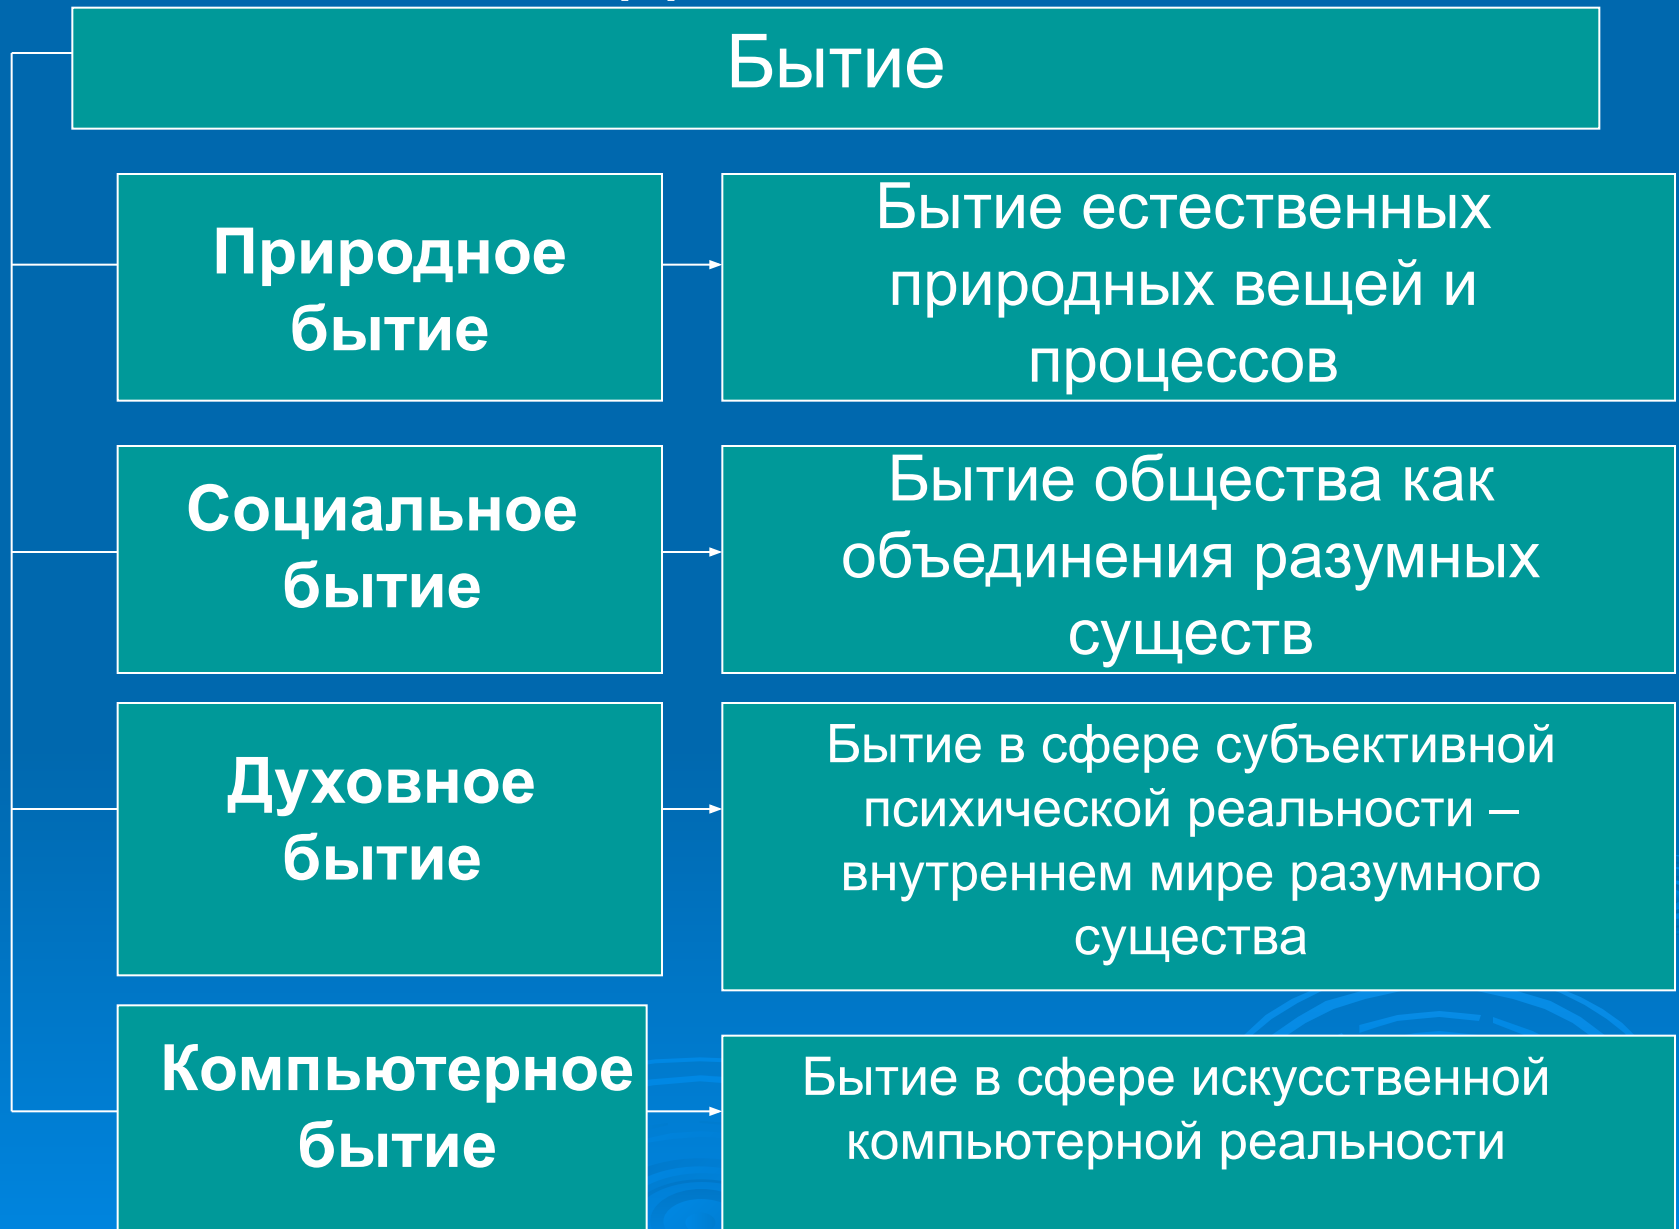 Бытие
Природное
бытие
Бытие естественных
природных вещей и
процессов
Социальное
бытие
Бытие общества как
объединения разумных
существ
Духовное
бытие
Бытие в сфере субъективной
психической реальности –
внутреннем мире разумного
существа
Компьютерное
бытие
Бытие в сфере искусственной
компьютерной реальности